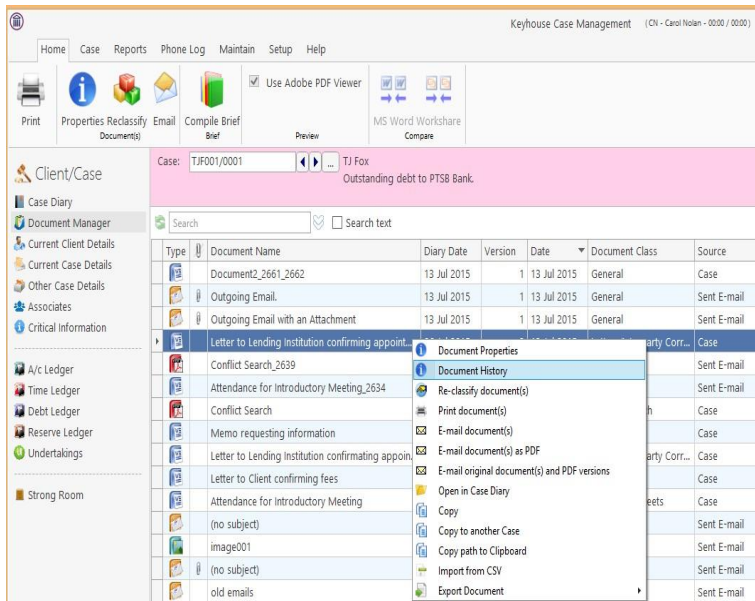 Keyhouse Case Management (CN - Carol Nolan - 00:00 / 00:00)
Home Case Reports Phone Log Maintain Setup Help
Print Properties Reclassify Email Compile Brief
Use Adobe PDF Viewer
MS Word Workshare
Document(s) Brief Preview Compare
Client/Case
Case Diary
Document Manager
Current Client Details
Current Case Details
Other Case Details
Associates
Critical Information
A/c Ledger
Time Ledger
Debt Ledger
Reserve Ledger
Undertakings
Strong Room
Case: TJF001/0001 ... TJ Fox
Outstanding debt to PTSB Bank.
Search Search text
Type Document Name Diary Date Version Date Document Class Source
Document2_2661_2662 13 Jul 2015 1 13 Jul 2015 General Case
Outgoing Email. 13 Jul 2015 1 13 Jul 2015 General Sent E-mail
Outgoing Email with an Attachment 13 Jul 2015 1 13 Jul 2015 General Sent E-mail
Letter to Lending Institution confirming appoint... arty Corr... Case
Conflict Search_2639 Sent E-mail
Attendance for Introductory Meeting_2634 Sent E-mail
Conflict Search h Case
Memo requesting information Case
Letter to Lending Institution confirmating appoin. arty Corr... Case
Letter to Client confirming fees Case
Attendance for Introductory Meeting eets Case
(no subject) Sent E-mail
image001 Sent E-mail
(no subject) Sent E-mail
old emails Sent E-mail
Document Properties
Document History
Re-classify document(s)
Print document(s)
E-mail document(s)
E-mail document(s) as PDF
E-mail original document(s) and PDF versions
Open in Case Diary
Copy
Copy to another Case
Copy path to Clipboard
Import from CSV
Export Document